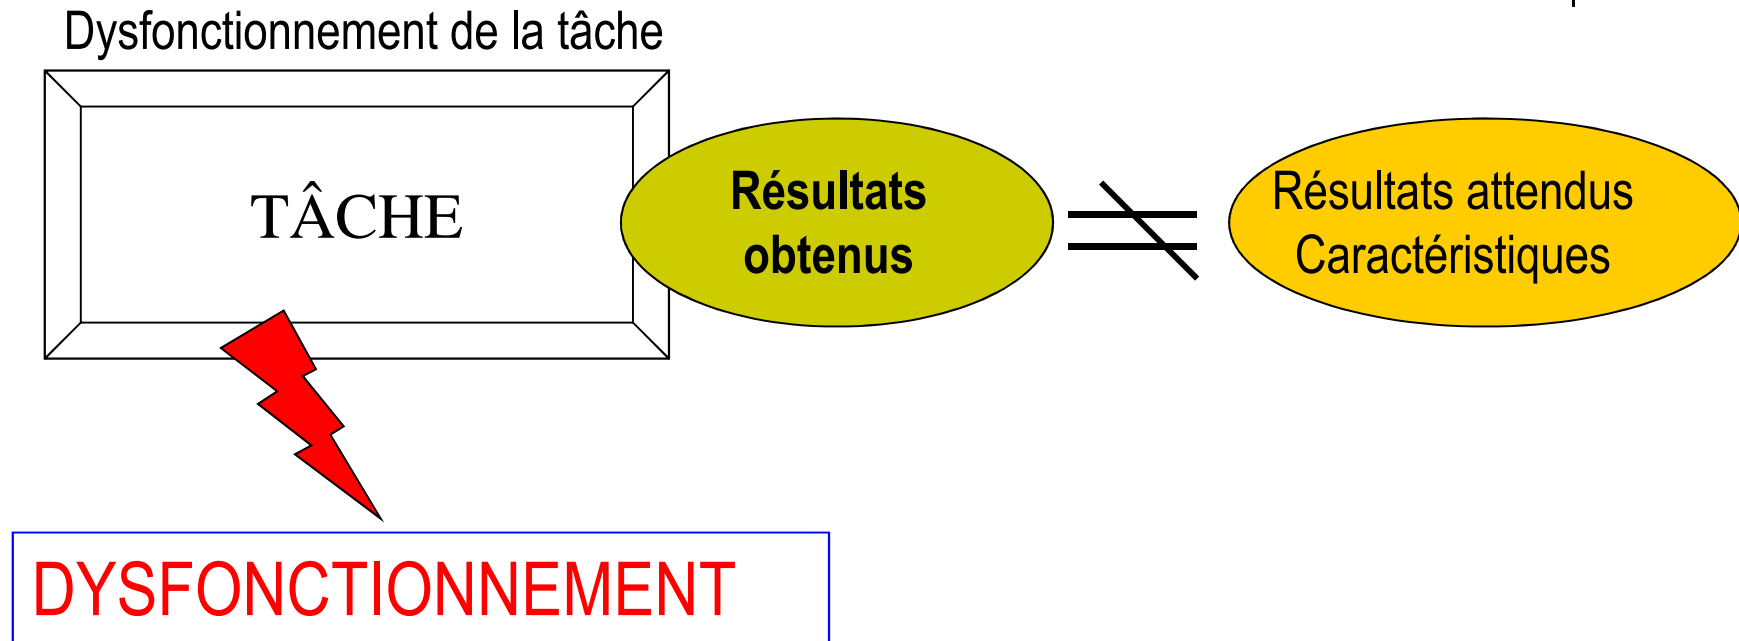 Dysfonctionnement de la tâche
TÂCHE
Résultats
obtenus
Résultats attendus
Caractéristiques
DYSFONCTIONNEMENT